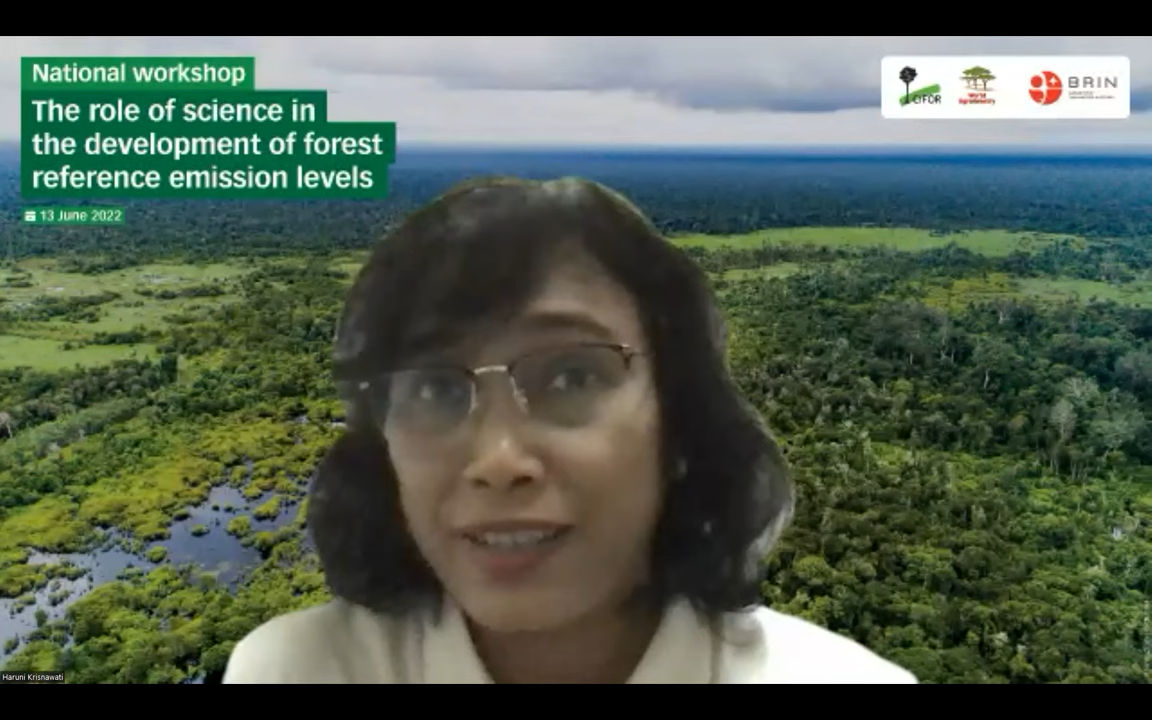 National workshop
The role of science in
the development of forest
reference emission levels
13 June 2022
CIFOR
World
Agroforestry
BRIN
Haruni Krisnawati